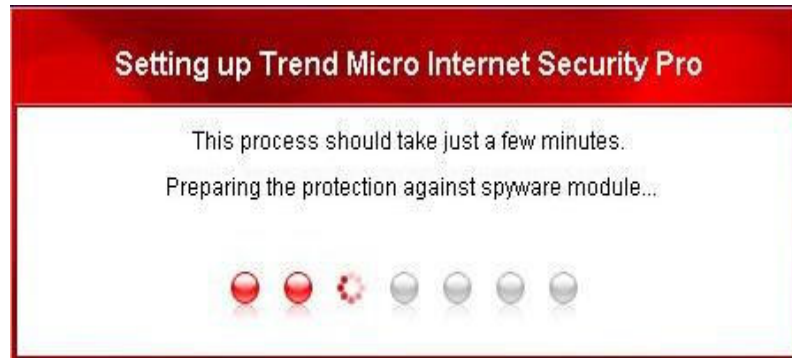 Setting up Trend Micro Internet Security Pro
This process should take just a few minutes.
Preparing the protection against spyware module...